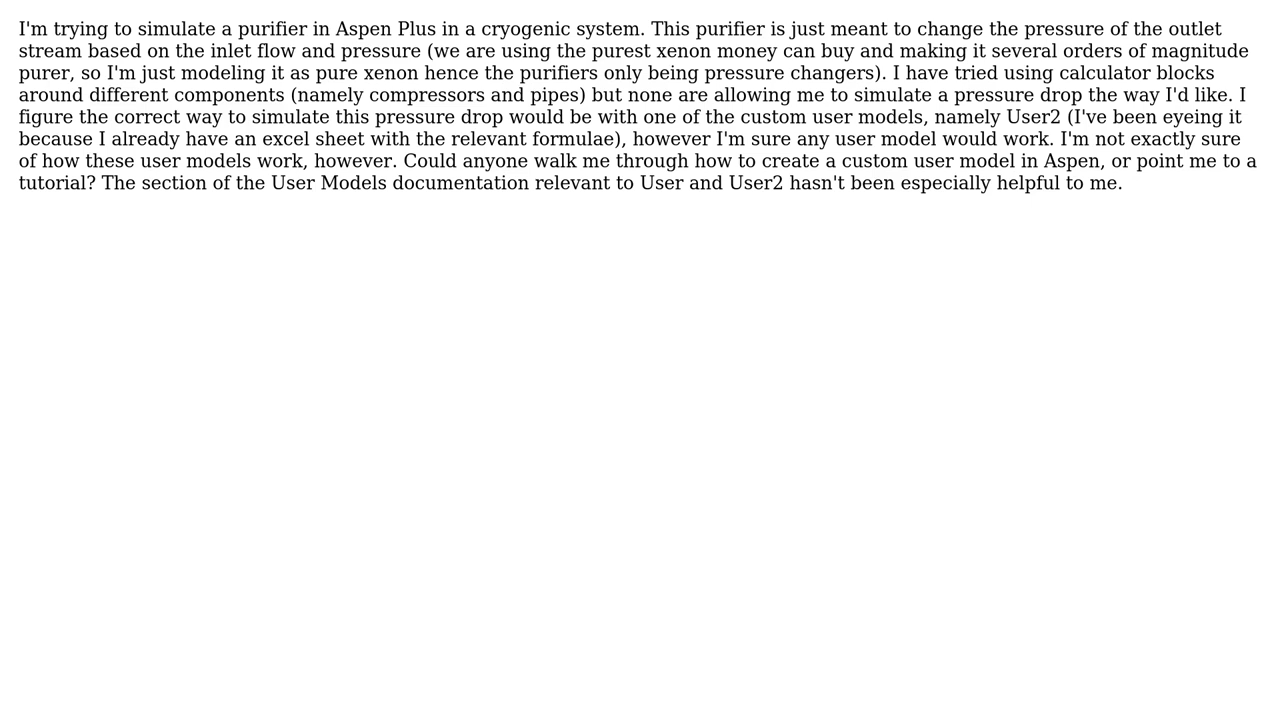 I'm trying to simulate a purifier in Aspen Plus in a cryogenic system. This purifier is just meant to change the pressure of the outlet
stream based on the inlet flow and pressure (we are using the purest xenon money can buy and making it several orders of magnitude
purer, so I'm just modeling it as pure xenon hence the purifiers only being pressure changers). I have tried using calculator blocks
around different components (namely compressors and pipes) but none are allowing me to simulate a pressure drop the way I'd like. I
figure the correct way to simulate this pressure drop would be with one of the custom user models, namely User2 (I've been eyeing it
because I already have an excel sheet with the relevant formulae), however I'm sure any user model would work. I'm not exactly sure
of how these user models work, however. Could anyone walk me through how to create a custom user model in Aspen, or point me to a
tutorial? The section of the User Models documentation relevant to User and User2 hasn't been especially helpful to me.